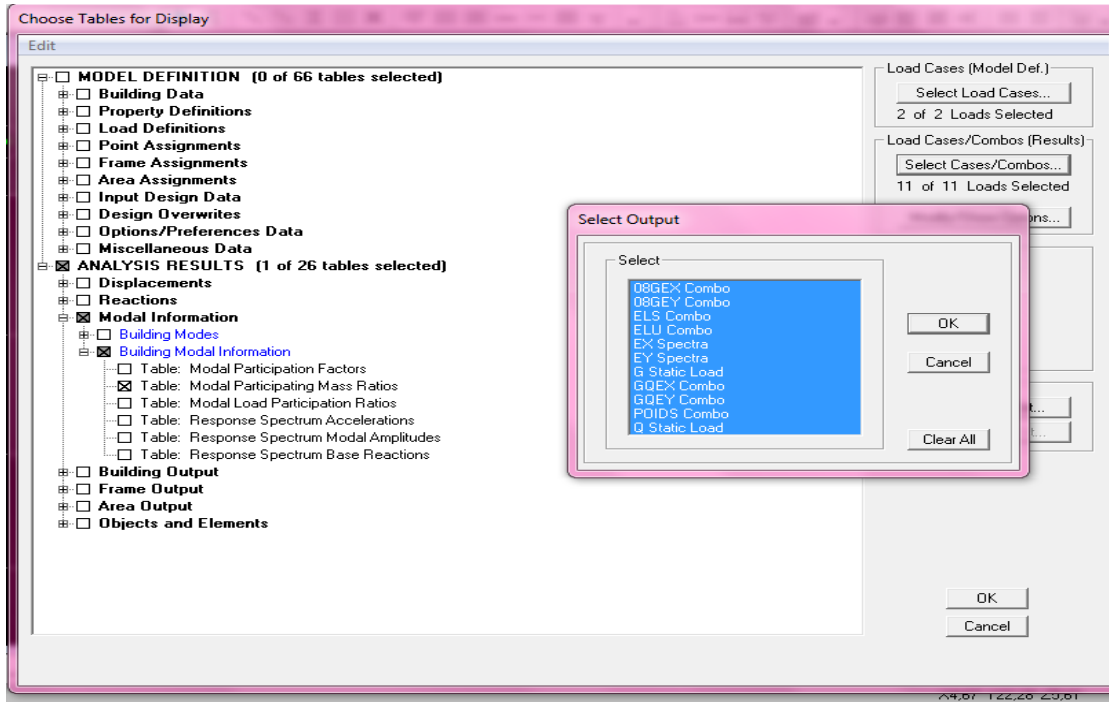 Choose Tables for Display
Edit
MODEL DEFINITION (0 of 66 tables selected)
Building Data
Property Definitions
Load Definitions
Point Assignments
Frame Assignments
Area Assignments
Input Design Data
Design Overwrites
Options/Preferences Data
Miscellaneous Data
ANALYSIS RESULTS (1 of 26 tables selected)
Displacements
Reactions
Modal Information
Building Modes
Building Modal Information
Table: Modal Participation Factors
Table: Modal Participating Mass Ratios
Table: Modal Load Participation Ratios
Table: Response Spectrum Accelerations
Table: Response Spectrum Modal Amplitudes
Table: Response Spectrum Base Reactions
Building Output
Frame Output
Area Output
Objects and Elements
Load Cases (Model Def.)
Select Load Cases...
2 of 2 Loads Selected
Load Cases/Combos (Results)
Select Cases/Combos...
11 of 11 Loads Selected
Select Output
Select
08GEX Combo
08GEY Combo
ELS Combo
ELU Combo
EX Spectra
EY Spectra
G Static Load
GQEX Combo
GQEY Combo
POIDS Combo
Q Static Load
OK
Cancel
Clear All
OK
Cancel